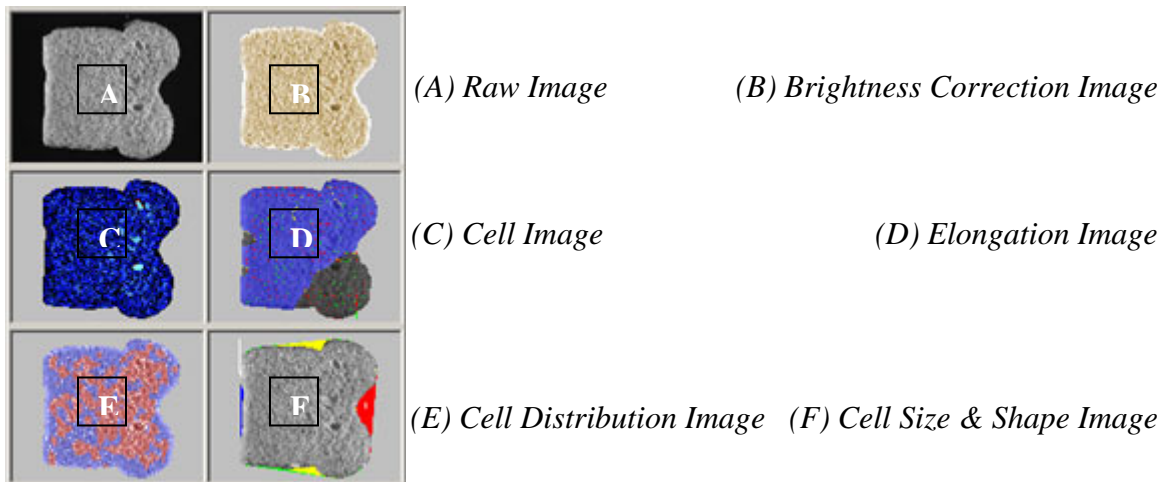 A B (A) Raw Image (B) Brightness Correction Image
C D (C) Cell Image (D) Elongation Image
E F (E) Cell Distribution Image (F) Cell Size & Shape Image